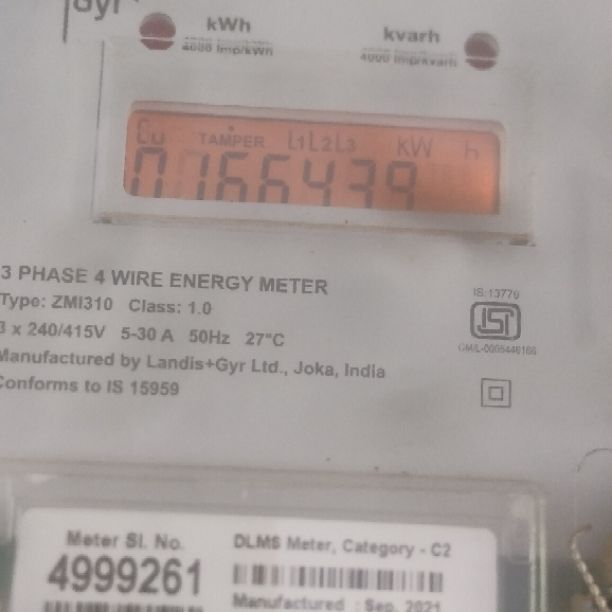 Gyr
kWh
4000 Imp/kWh
kvarh
4000 Imp/kvarh
Cu TAMPER L1L2L3 kW h
0166439
3 PHASE 4 WIRE ENERGY METER
Type: ZMI310 Class: 1.0
3 x 240/415V 5-30 A 50Hz 27°C
Manufactured by Landis+Gyr Ltd., Joka, India
Conforms to IS 15959
IS:13779
ISI
Meter Sl. No.
4999261
DLMS Meter, Category - C2
Manufactured : Sep. 2021